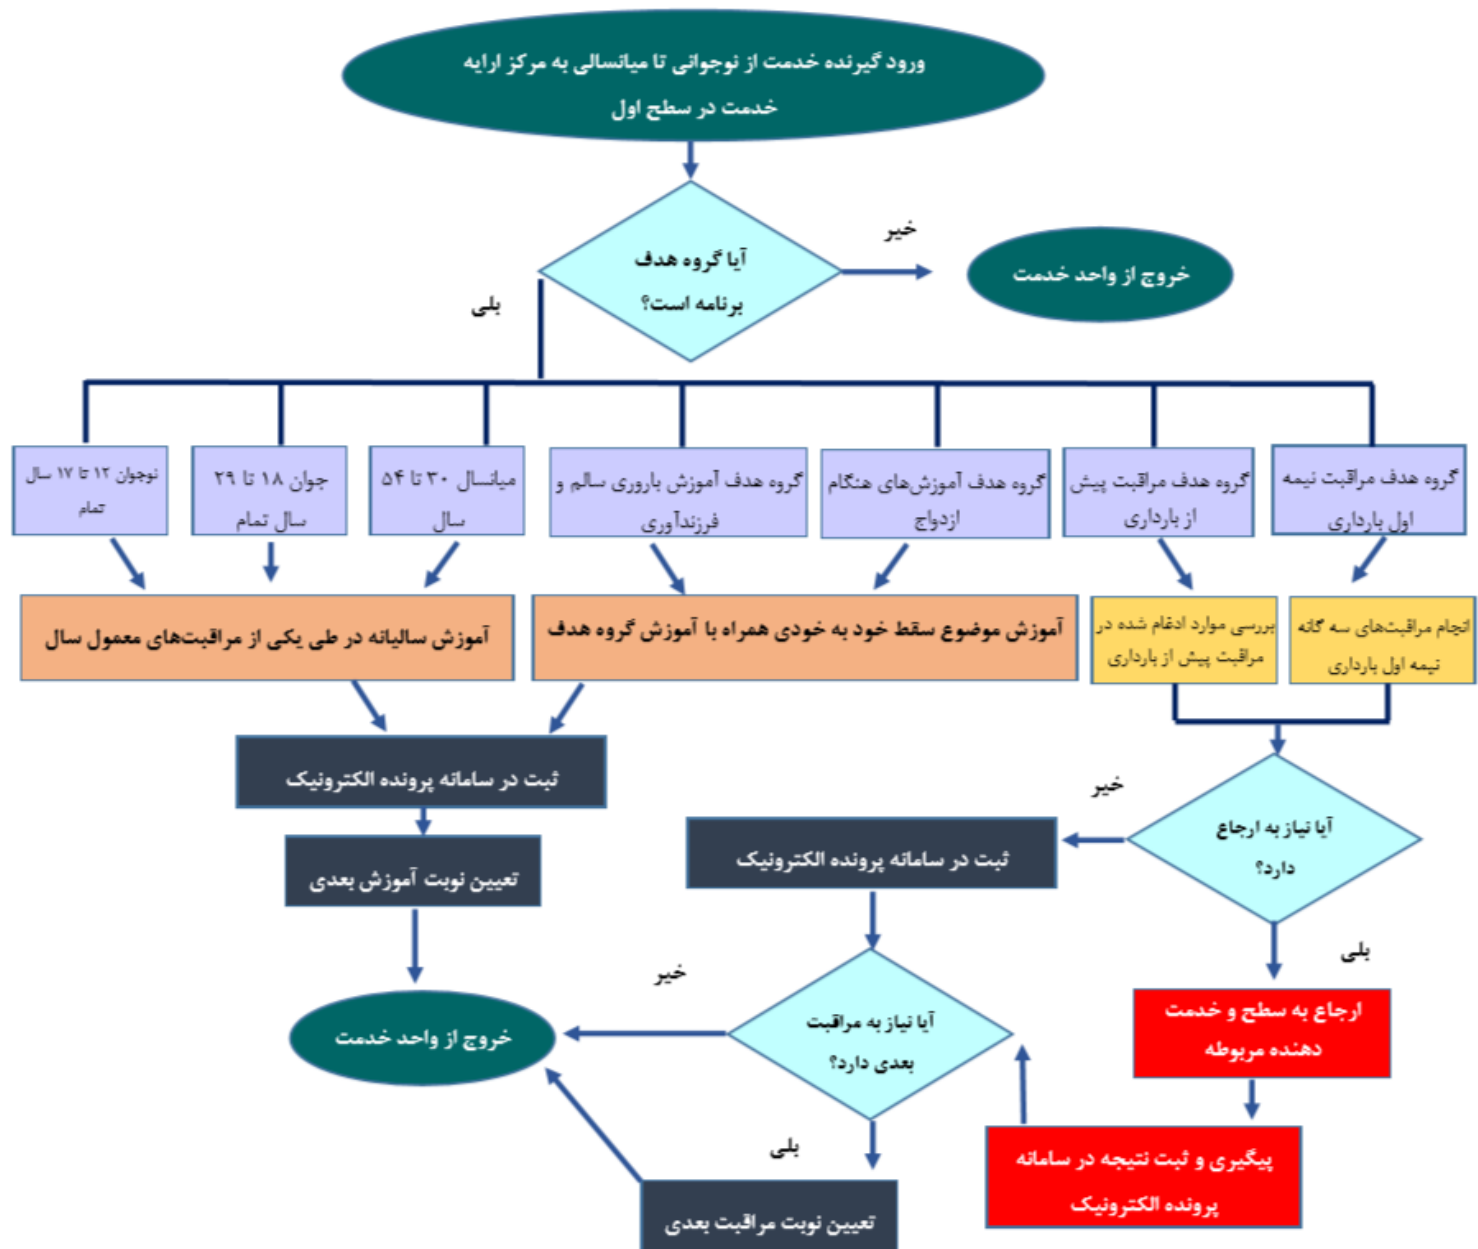 ورود گیرنده خدمت از نوجوانی تا میانسالی به مرکز ارایه
خدمت در سطح اول
آیا گروه هدف
برنامه است؟
خیر
خروج از واحد خدمت
بلی
گروه هدف مراقبت نیمه
اول بارداری
گروه هدف مراقبت پیش
از بارداری
گروه هدف آموزش‌های هنگام
ازدواج
گروه هدف آموزش باروری سالم و
فرزندآوری
میانسال ۳۰ تا ۵۴
سال
جوان ۱۸ تا ۲۹
سال تمام
نوجوان ۱۲ تا ۱۷ سال
تمام
انجام مراقبت‌های سه گانه
نیمه اول بارداری
بررسی موارد ادغام شده در
مراقبت پیش از بارداری
آموزش موضوع سقط خود به خودی همراه با آموزش گروه هدف
آموزش سالیانه در طی یکی از مراقبت‌های معمول سال
ثبت در سامانه پرونده الکترونیک
تعیین نوبت آموزش بعدی
خروج از واحد خدمت
آیا نیاز به ارجاع
دارد؟
خیر
ثبت در سامانه پرونده الکترونیک
بلی
ارجاع به سطح و خدمت
دهنده مربوطه
پیگیری و ثبت نتیجه در سامانه
پرونده الکترونیک
آیا نیاز به مراقبت
بعدی دارد؟
خیر
بلی
تعیین نوبت مراقبت بعدی